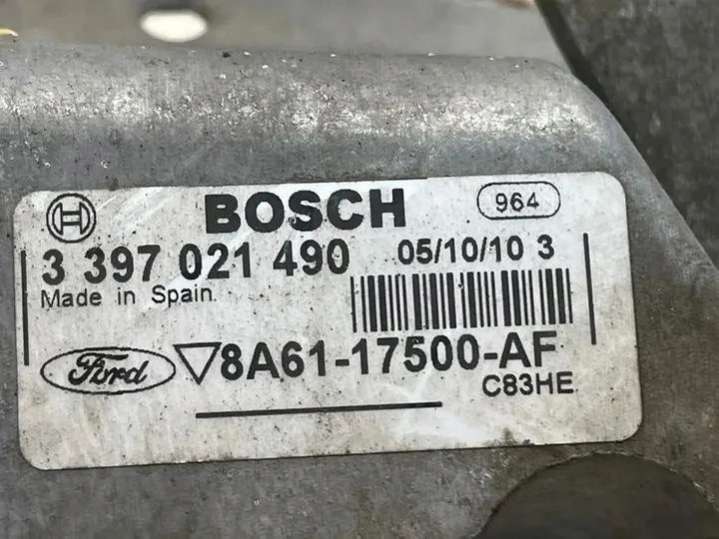 BOSCH 964
3 397 021 490 05/10/10 3
Made in Spain.
Ford 8A61-17500-AF
C83HE